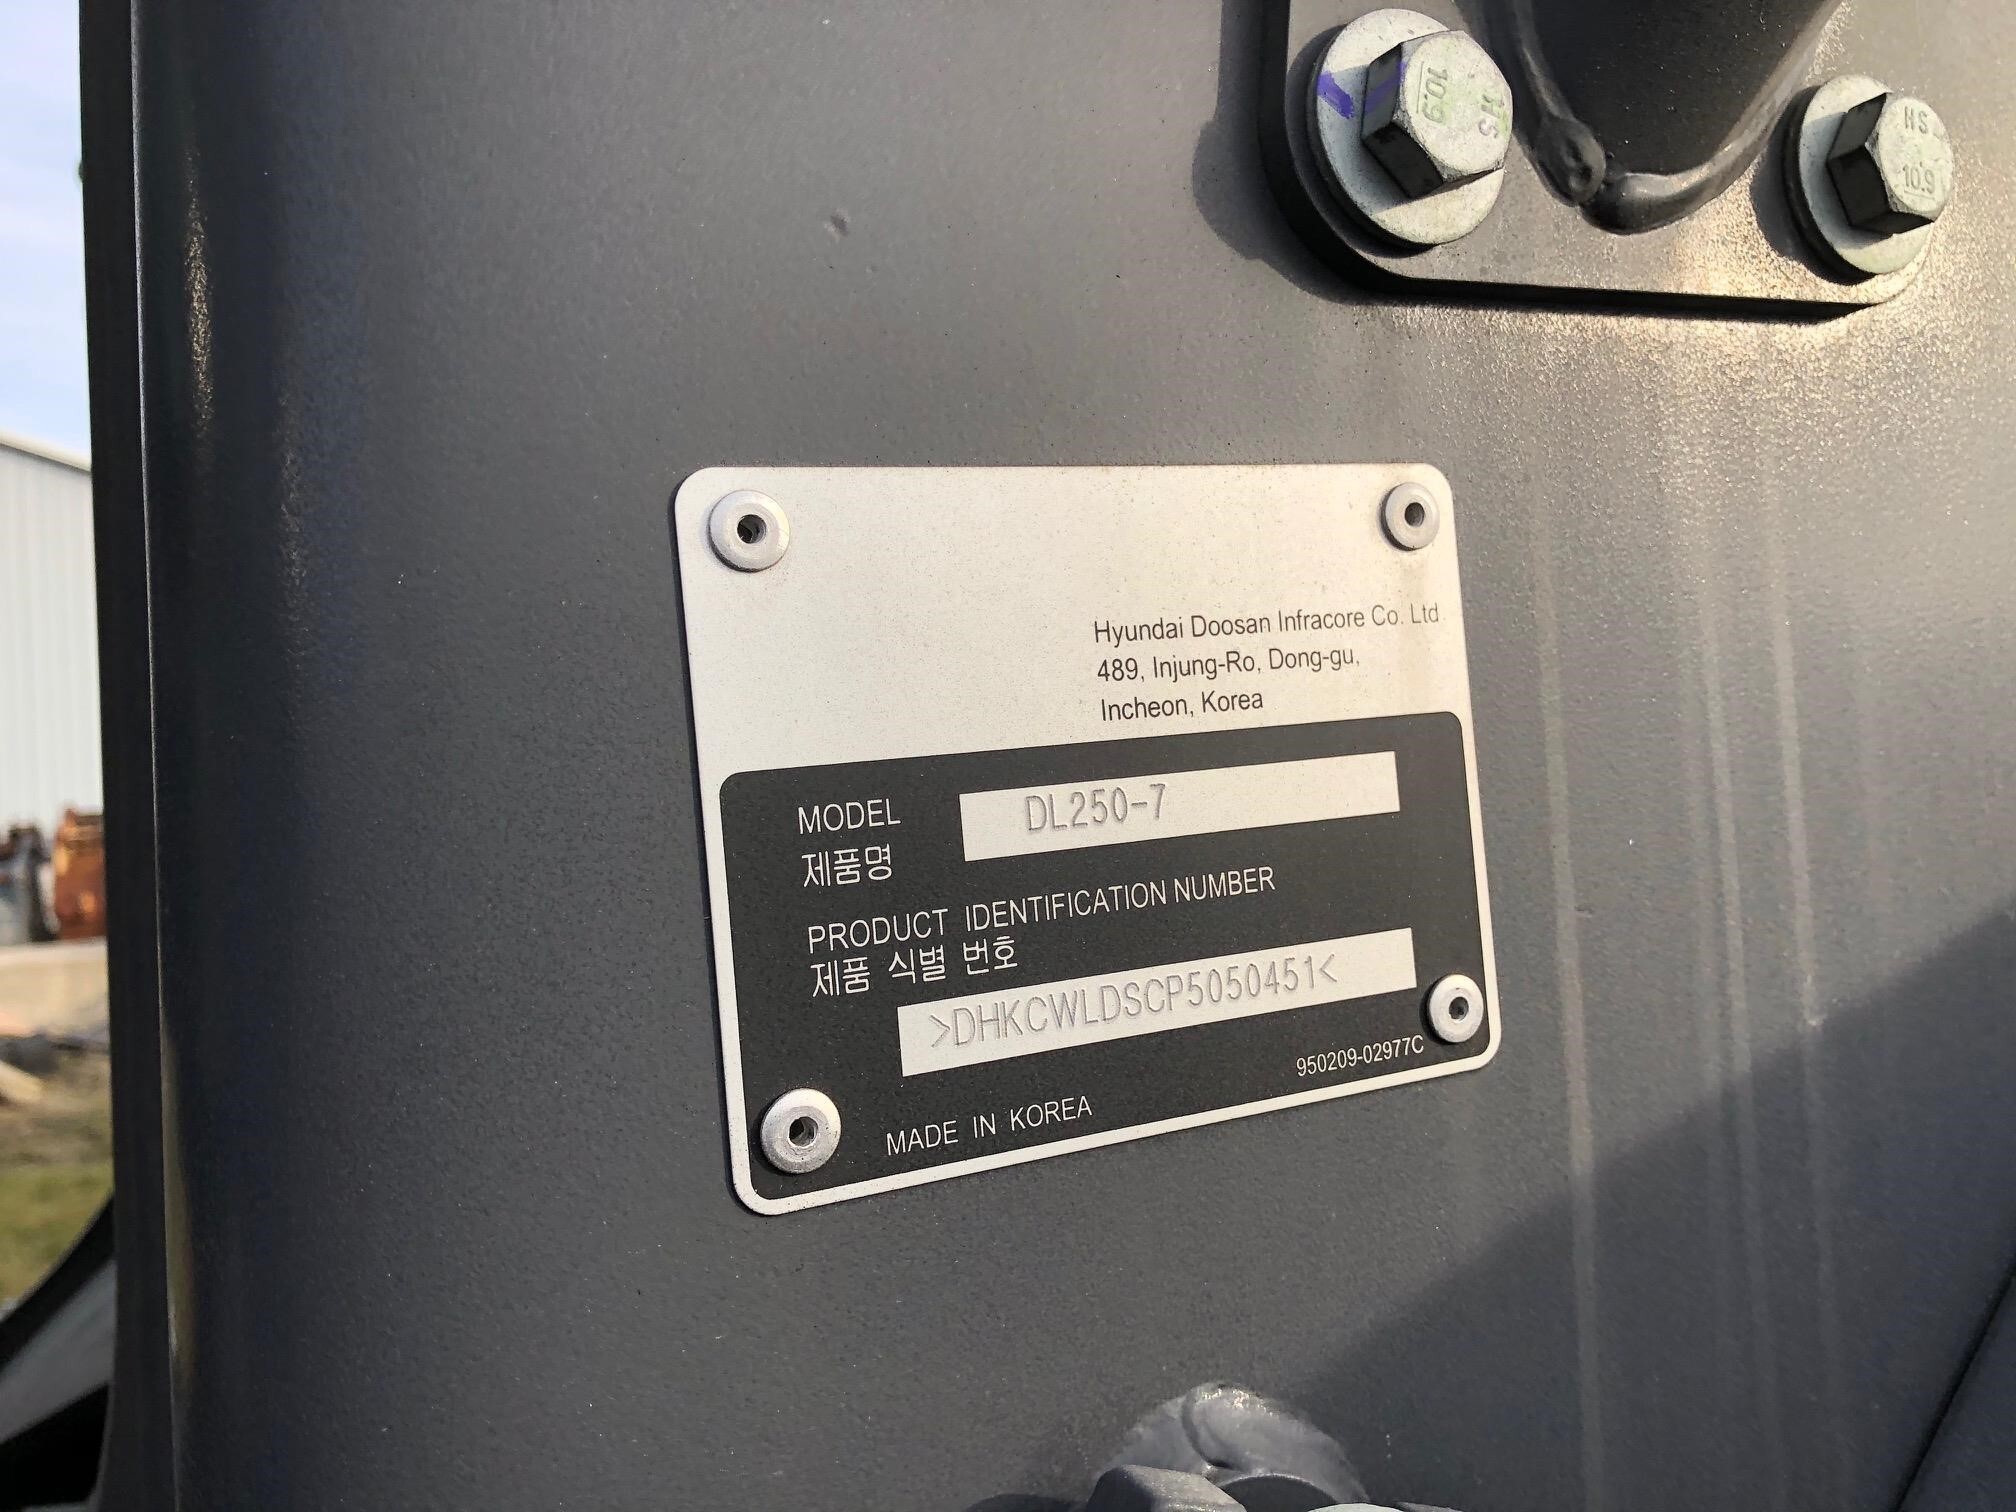 10.9
HS
HS
10.9
Hyundai Doosan Infracore Co. Ltd.
489, Injung-Ro, Dong-gu,
Incheon, Korea
MODEL DL250-7
제품명
PRODUCT IDENTIFICATION NUMBER
제품 식별 번호
>DHKCWLDSCP5050451<
950209-02977C
MADE IN KOREA